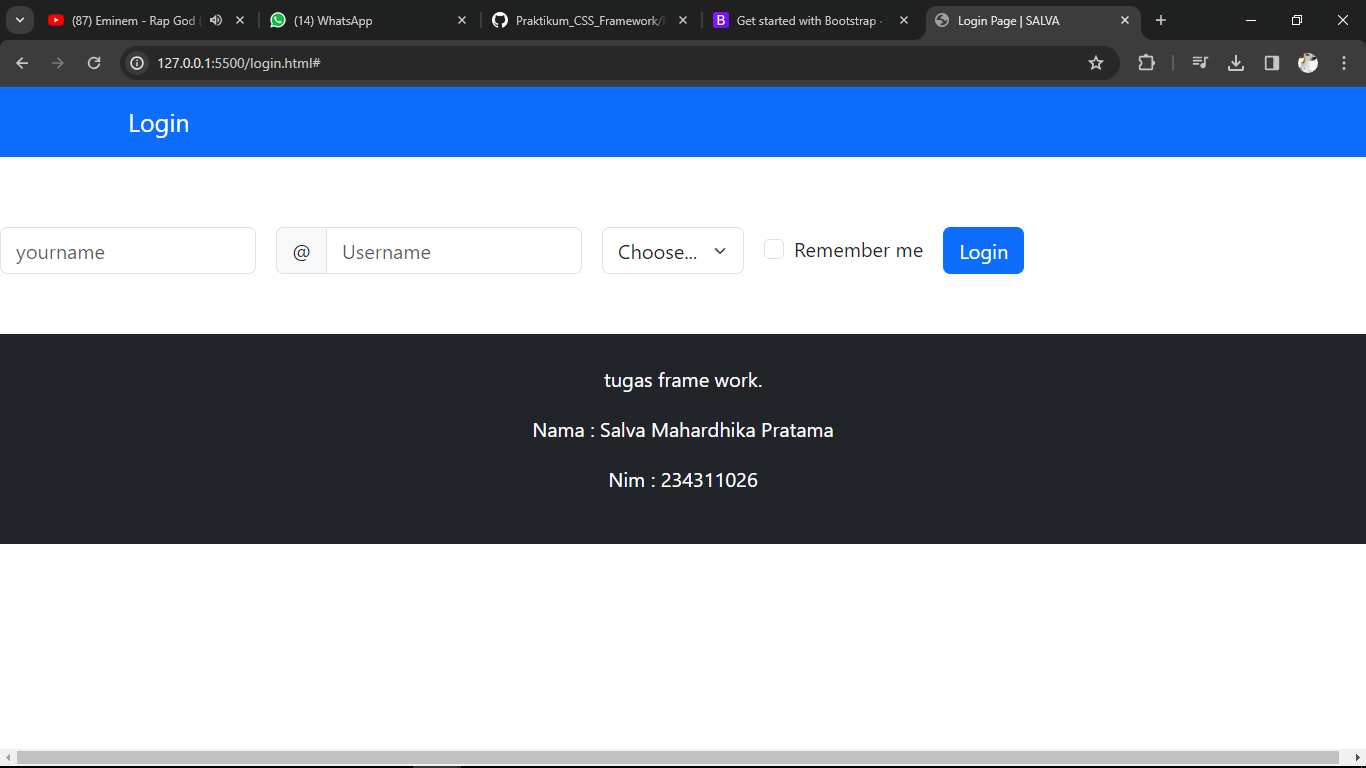 (87) Eminem - Rap God (
(14) WhatsApp
Praktikum_CSS_Framework/
Get started with Bootstrap ·
Login Page | SALVA
127.0.0.1:5500/login.html#
Login
yourname
@
Username
Choose...
Remember me
Login
tugas frame work.
Nama : Salva Mahardhika Pratama
Nim : 234311026